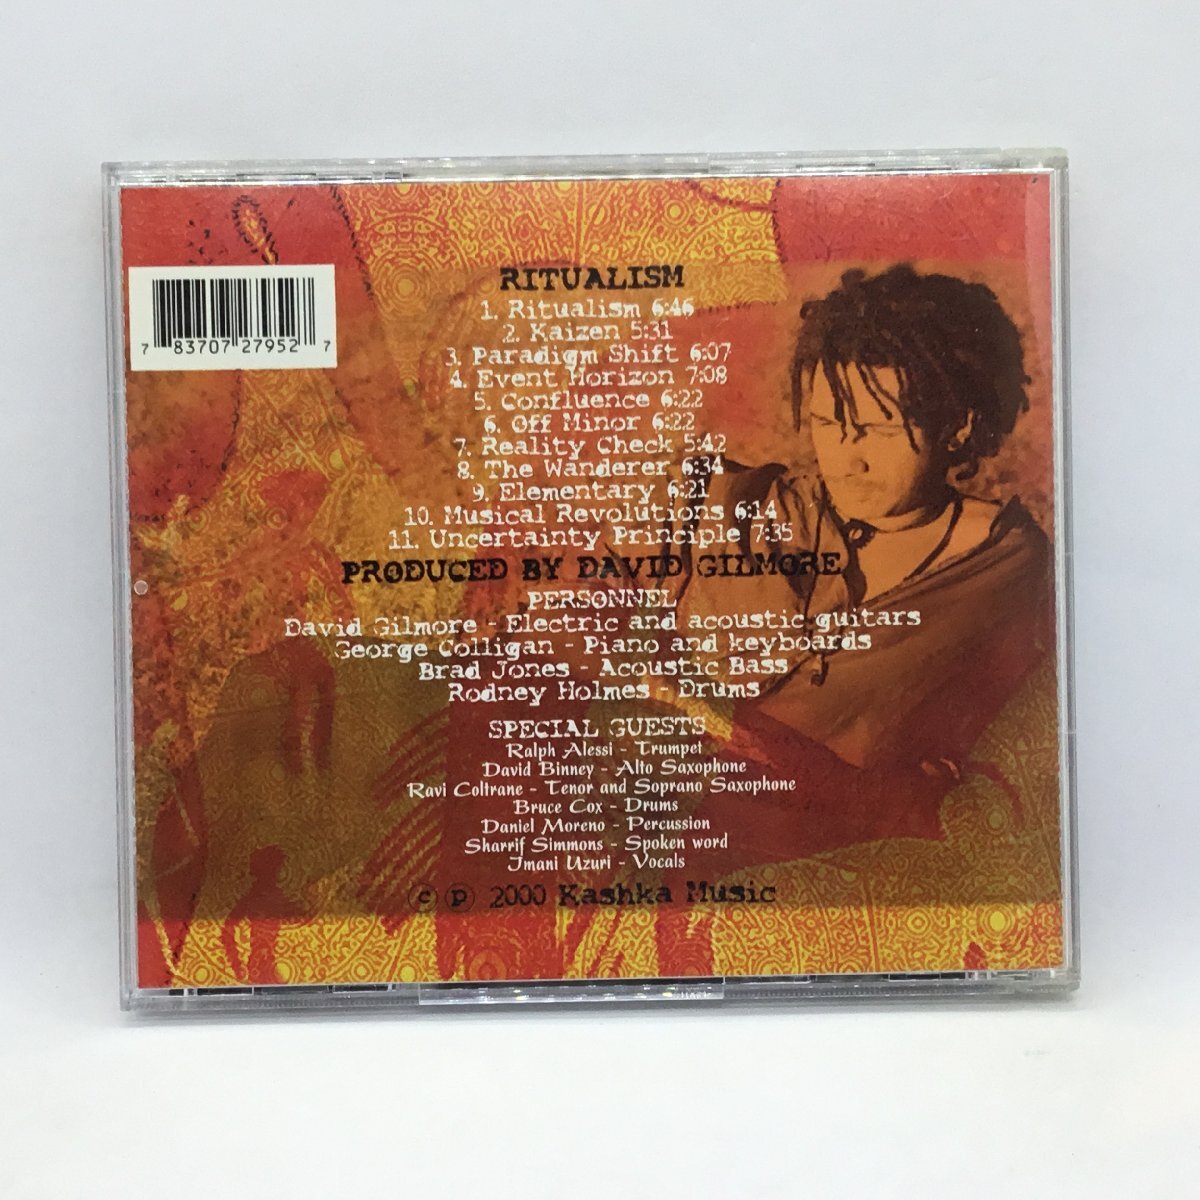 RITUALISM
1. Ritualism 6:46
2. Kaizen 5:31
3. Paradigm Shift 6:07
4. Event Horizon 7:08
5. Confluence 6:22
6. Off Minor 6:22
7. Reality Check 5:42
8. The Wanderer 6:34
9. Elementary 6:21
10. Musical Revolutions 6:14
11. Uncertainty Principle 7:35
PRODUCED BY DAVID GILMORE
PERSONNEL
David Gilmore - Electric and acoustic guitars
George Colligan - Piano and keyboards
Brad Jones - Acoustic Bass
Rodney Holmes - Drums
SPECIAL GUESTS
Ralph Alessi - Trumpet
David Binney - Alto Saxophone
Ravi Coltrane - Tenor and Soprano Saxophone
Bruce Cox - Drums
Daniel Moreno - Percussion
Sharrif Simmons - Spoken word
Imani Uzuri - Vocals
© ℗ 2000 Kashka Music
7 83707 27952 7